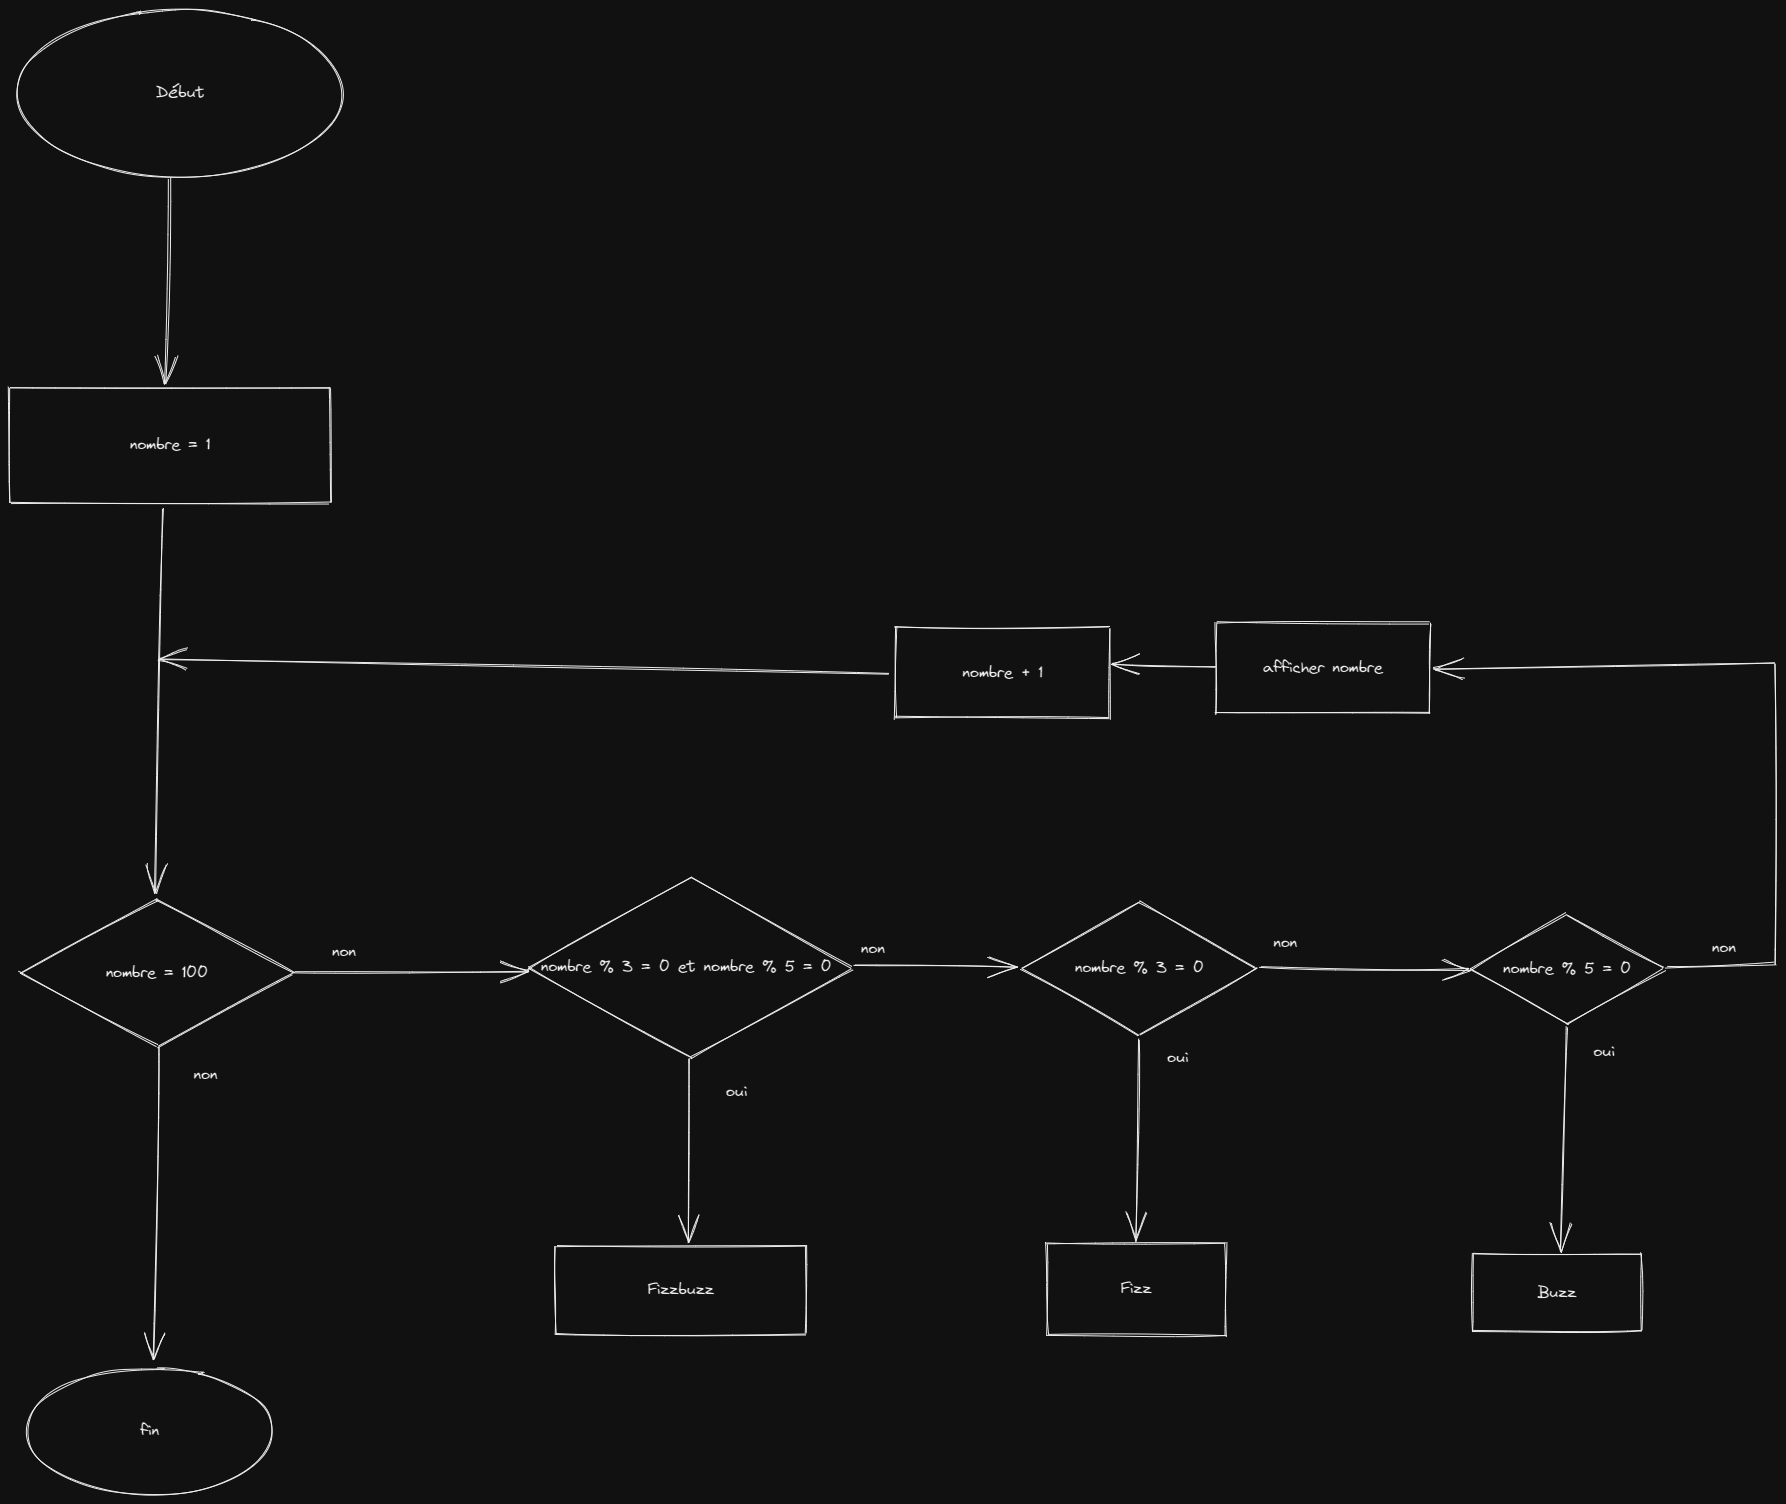 Début
nombre = 1
nombre + 1
afficher nombre
nombre = 100
non
nombre % 3 = 0 et nombre % 5 = 0
non
nombre % 3 = 0
non
nombre % 5 = 0
non
non
oui
oui
oui
Fizzbuzz
Fizz
Buzz
fin